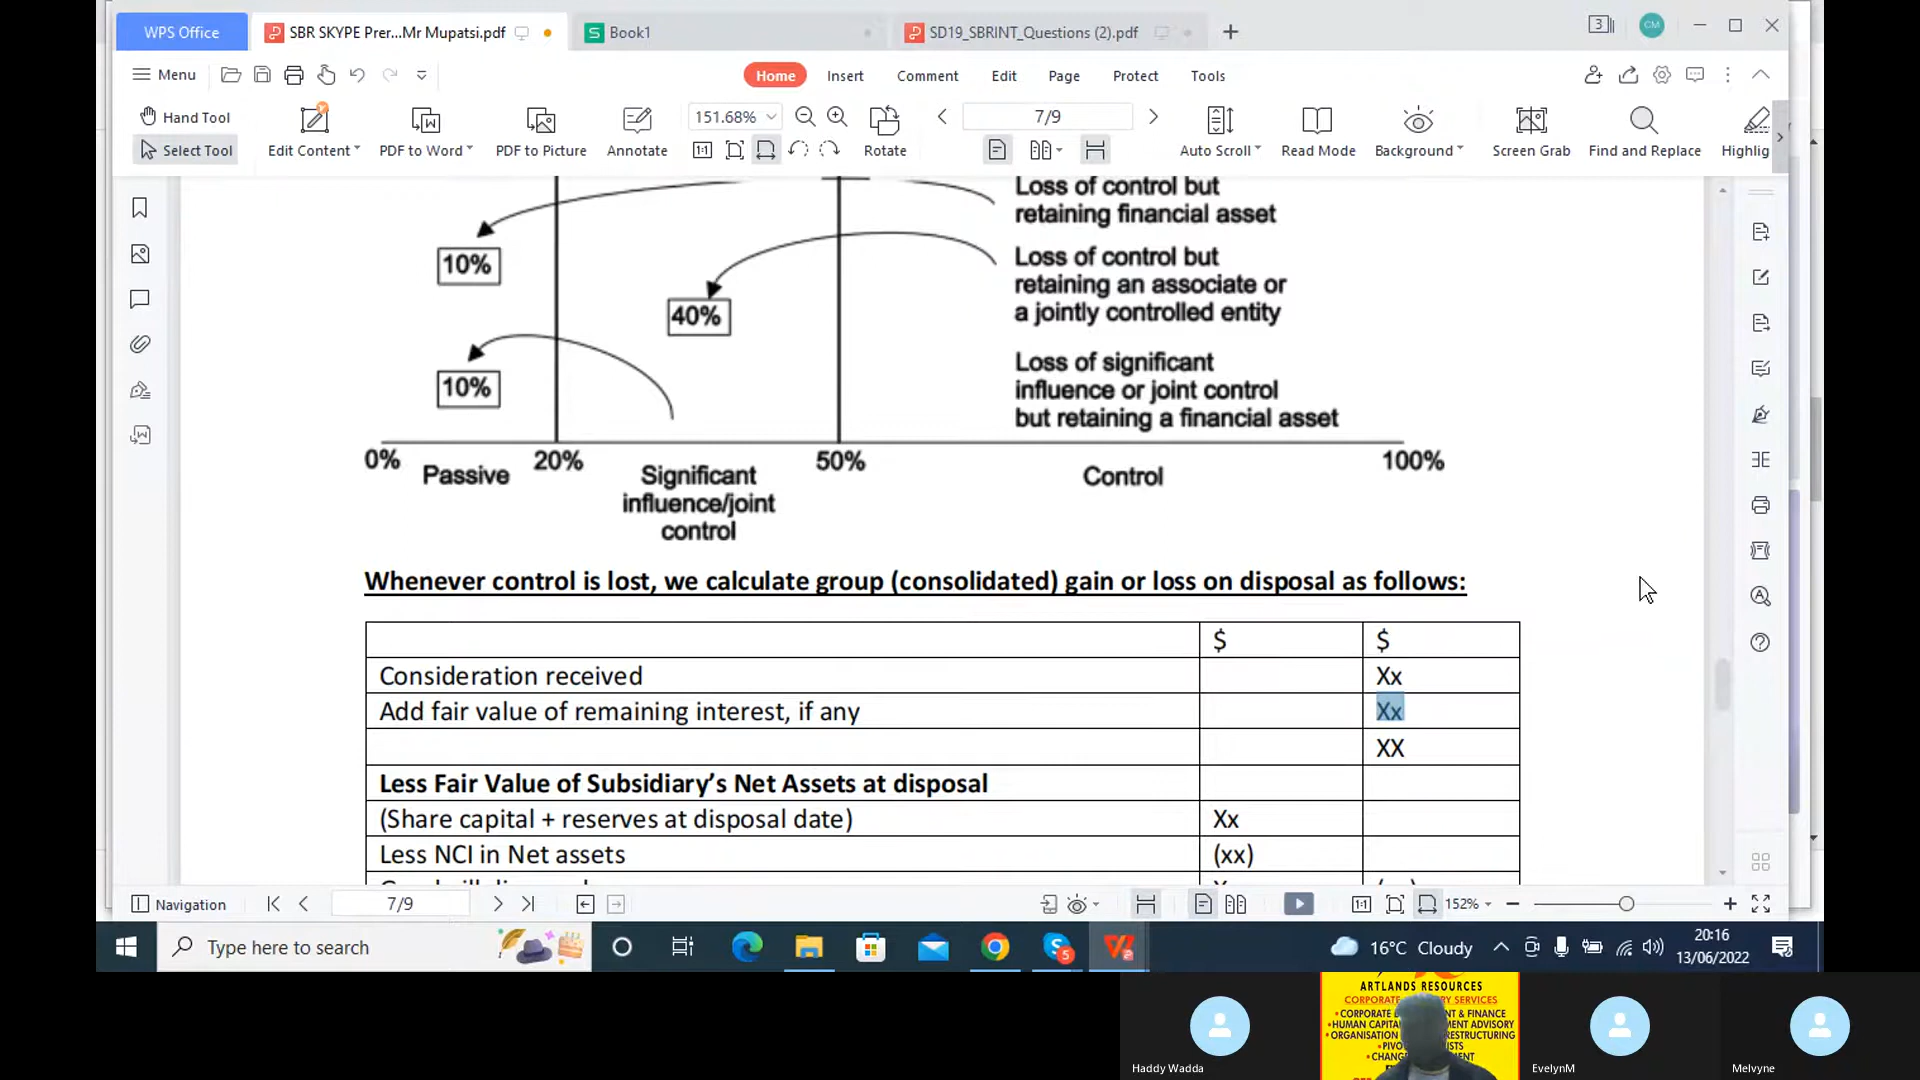 WPS Office
SBR SKYPE Prer...Mr Mupatsi.pdf
Book1
SD19_SBRINT_Questions (2).pdf
3
CM
Menu
Home
Insert
Comment
Edit
Page
Protect
Tools
Hand Tool
Select Tool
Edit Content
PDF to Word
PDF to Picture
Annotate
151.68%
Rotate
7/9
Auto Scroll
Read Mode
Background
Screen Grab
Find and Replace
Highlig
Loss of control but
retaining financial asset
10%
Loss of control but
retaining an associate or
a jointly controlled entity
40%
Loss of significant
influence or joint control
but retaining a financial asset
10%
0%
Passive
20%
Significant
influence/joint
control
50%
Control
100%
Whenever control is lost, we calculate group (consolidated) gain or loss on disposal as follows:
$ $
Consideration received Xx
Add fair value of remaining interest, if any Xx
XX
Less Fair Value of Subsidiary's Net Assets at disposal
(Share capital + reserves at disposal date) Xx
Less NCI in Net assets (xx)
Navigation
7/9
152%
Type here to search
5
16°C Cloudy
20:16
13/06/2022
ARTLANDS RESOURCES
Haddy Wadda
EvelynM
Melvyne